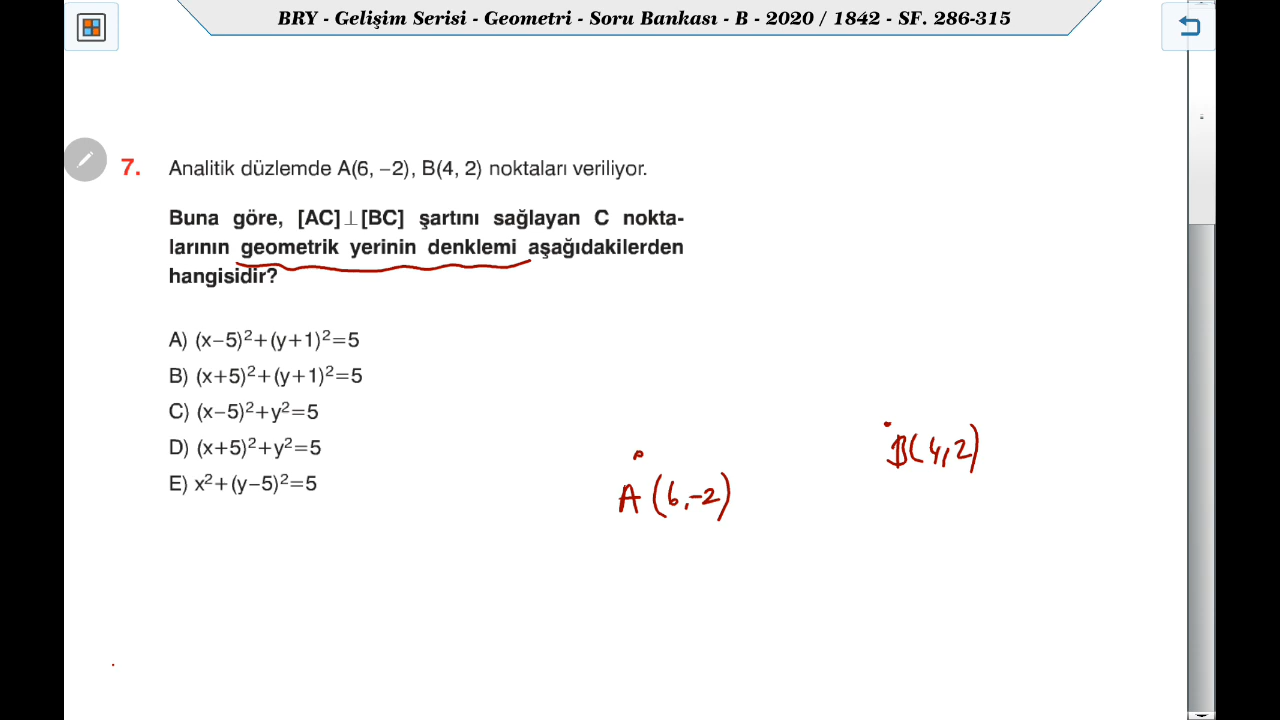 BRY - Gelişim Serisi - Geometri - Soru Bankası - B - 2020 / 1842 - SF. 286-315
7. Analitik düzlemde A(6, −2), B(4, 2) noktaları veriliyor.
Buna göre, [AC]⊥[BC] şartını sağlayan C nokta-
larının geometrik yerinin denklemi aşağıdakilerden
hangisidir?
A) (x−5)²+(y+1)²=5
B) (x+5)²+(y+1)²=5
C) (x−5)²+y²=5
D) (x+5)²+y²=5
E) x²+(y−5)²=5
B(4,2)
A(6,-2)